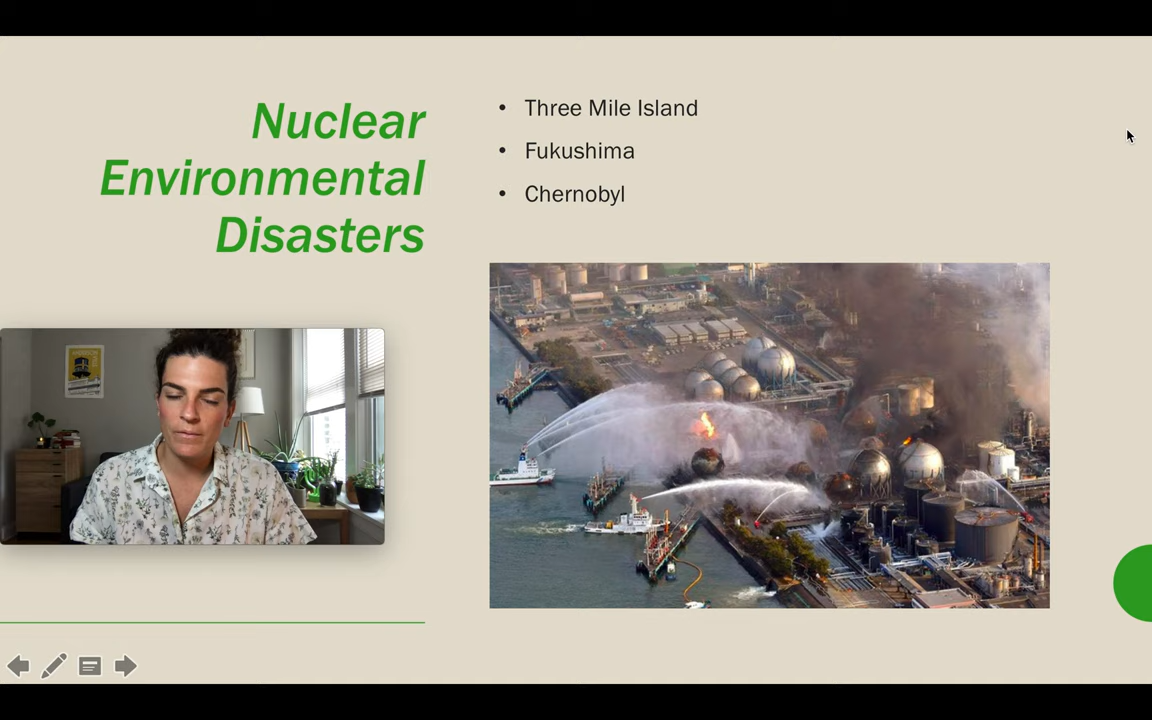 Nuclear
Environmental
Disasters
• Three Mile Island
• Fukushima
• Chernobyl